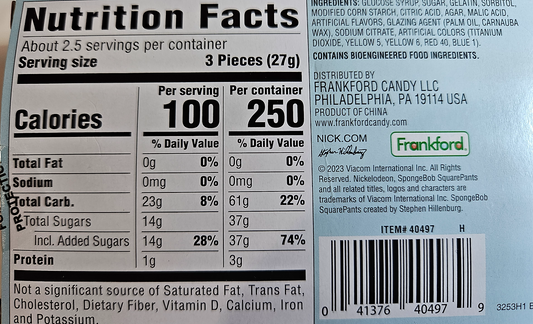 Nutrition Facts
About 2.5 servings per container
Serving size 3 Pieces (27g)
Calories
Per serving Per container
100 250
% Daily Value % Daily Value
Total Fat 0g 0% 0g 0%
Sodium 0mg 0% 0mg 0%
Total Carb. 23g 8% 61g 22%
Total Sugars 14g 37g
Incl. Added Sugars 14g 28% 37g 74%
Protein 1g 3g
Not a significant source of Saturated Fat, Trans Fat,
Cholesterol, Dietary Fiber, Vitamin D, Calcium, Iron
and Potassium.
INGREDIENTS: GLUCOSE SYRUP, SUGAR, GELATIN, SORBITOL,
MODIFIED CORN STARCH, CITRIC ACID, AGAR, MALIC ACID,
ARTIFICIAL FLAVORS, GLAZING AGENT (PALM OIL, CARNAUBA
WAX), SODIUM CITRATE, ARTIFICIAL COLORS (TITANIUM
DIOXIDE, YELLOW 5, YELLOW 6, RED 40, BLUE 1).
CONTAINS BIOENGINEERED FOOD INGREDIENTS.
DISTRIBUTED BY
FRANKFORD CANDY LLC
PHILADELPHIA, PA 19114 USA
PRODUCT OF CHINA
www.frankfordcandy.com
NICK.COM
Frankford.
© 2023 Viacom International Inc. All Rights
Reserved. Nickelodeon, SpongeBob SquarePants
and all related titles, logos and characters are
trademarks of Viacom International Inc. SpongeBob
SquarePants created by Stephen Hillenburg.
ITEM# 40497 H
0 41376 40497 9
3253H1